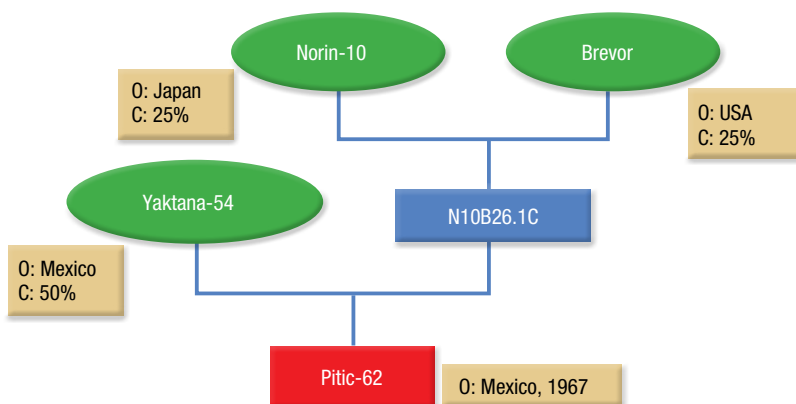 Norin-10
Brevor
O: Japan
C: 25%
O: USA
C: 25%
Yaktana-54
N10B26.1C
O: Mexico
C: 50%
Pitic-62
O: Mexico, 1967